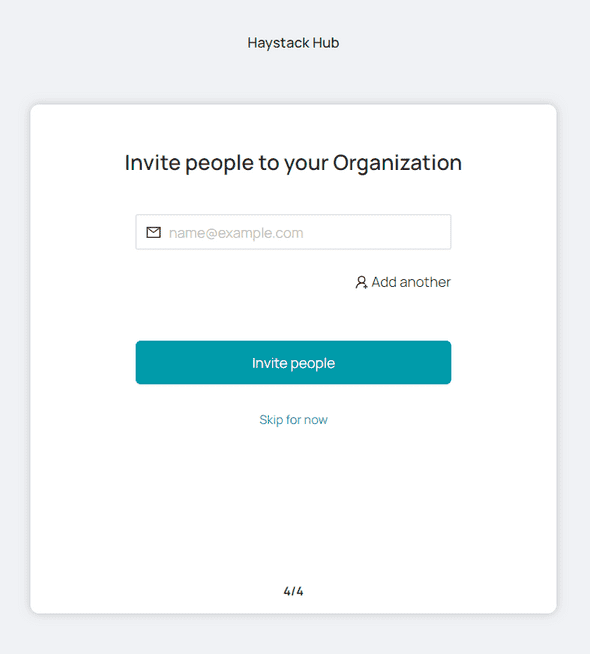 Haystack Hub
Invite people to your Organization
name@example.com
Add another
Invite people
Skip for now
4/4